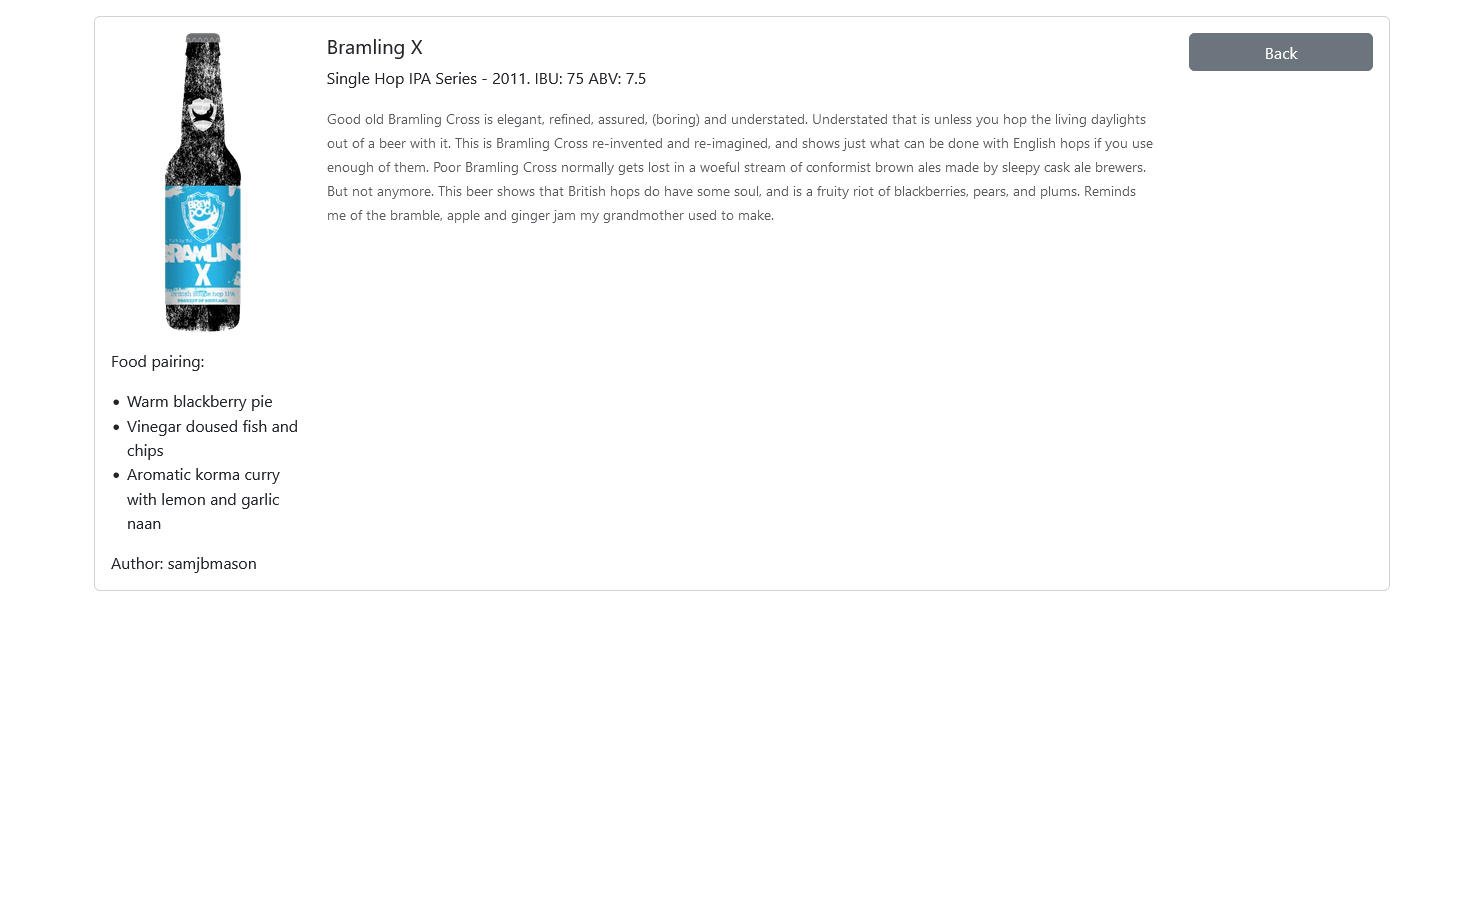 Bramling X
Back
Single Hop IPA Series - 2011. IBU: 75 ABV: 7.5
Good old Bramling Cross is elegant, refined, assured, (boring) and understated. Understated that is unless you hop the living daylights
out of a beer with it. This is Bramling Cross re-invented and re-imagined, and shows just what can be done with English hops if you use
enough of them. Poor Bramling Cross normally gets lost in a woeful stream of conformist brown ales made by sleepy cask ale brewers.
But not anymore. This beer shows that British hops do have some soul, and is a fruity riot of blackberries, pears, and plums. Reminds
me of the bramble, apple and ginger jam my grandmother used to make.
BREW
DOG
BRAMLING
X
British single hop IPA
PRODUCT OF SCOTLAND
Food pairing:
• Warm blackberry pie
• Vinegar doused fish and
chips
• Aromatic korma curry
with lemon and garlic
naan
Author: samjbmason